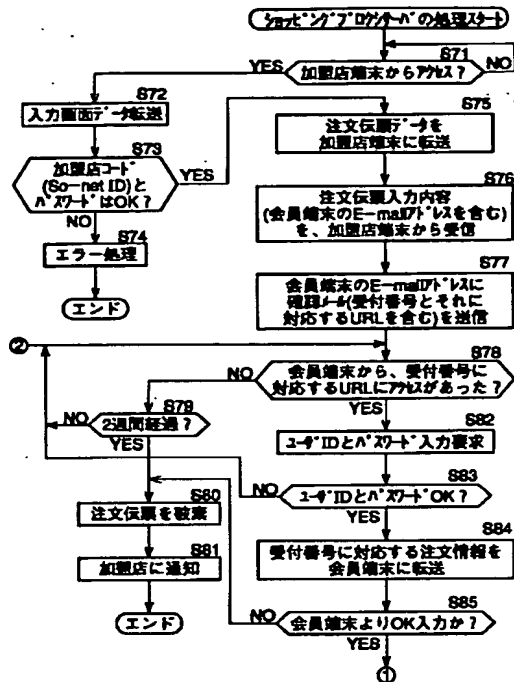 ショッピングプロクシサーバの処理スタート
S71
YES
加盟店端末からアクセス?
NO
S72
入力画面データ転送
S73
加盟店コード
(So-net ID)と
パスワードはOK?
YES
NO
S74
エラー処理
エンド
S75
注文伝票データを
加盟店端末に転送
S76
注文伝票入力内容
(会員端末のE-mailアドレスを含む)
を、加盟店端末から受信
S77
会員端末のE-mailアドレスに
確認メール(受付番号とそれに
対応するURLを含む)を送信
②
S78
NO
会員端末から、受付番号に
対応するURLにアクセスがあった?
YES
S79
NO
2週間経過?
YES
S82
ユーザIDとパスワード入力要求
S83
NO
ユーザIDとパスワードOK?
YES
S60
注文伝票を破棄
S84
受付番号に対応する注文情報を
会員端末に転送
S81
加盟店に通知
エンド
S85
NO
会員端末よりOK入力か?
YES
①